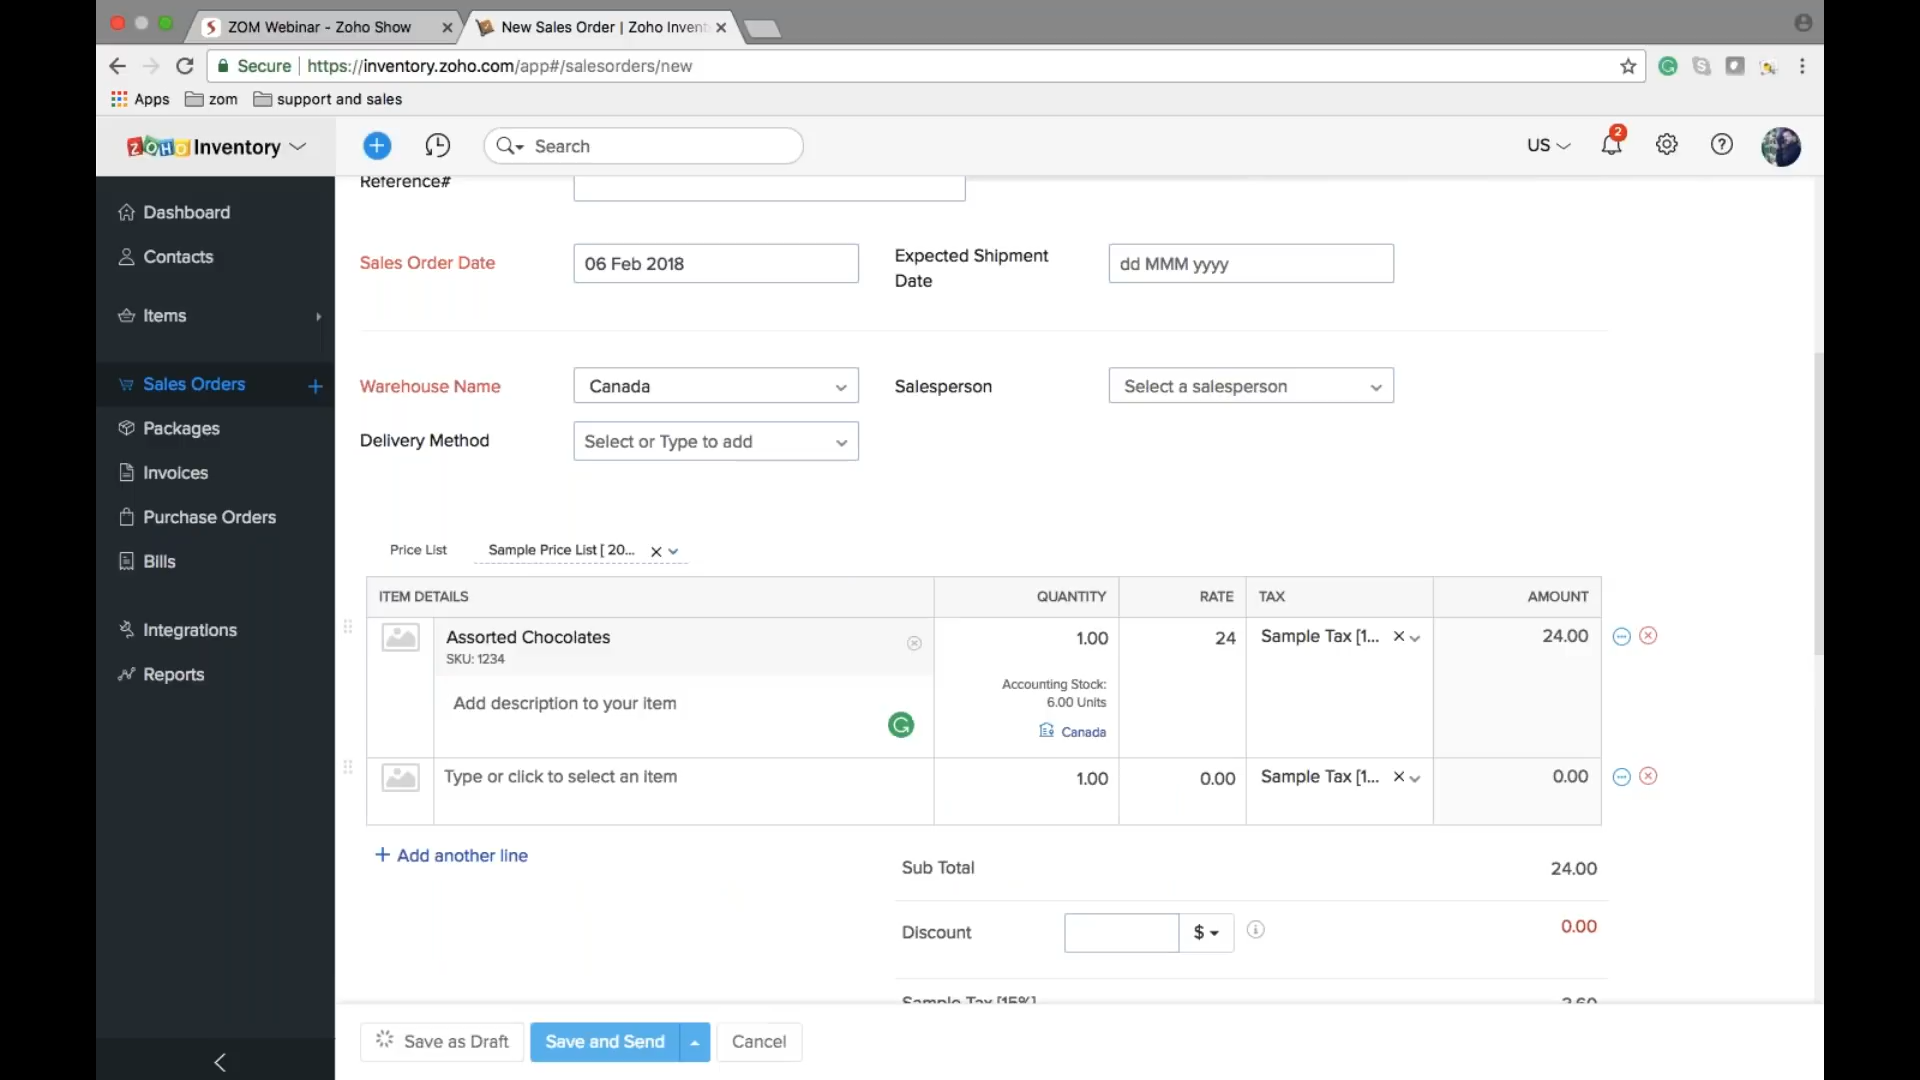 ZOM Webinar - Zoho Show
New Sales Order | Zoho Invent
Secure https://inventory.zoho.com/app#/salesorders/new
Apps zom support and sales
ZOHO Inventory
Search
US
2
Dashboard
Contacts
Items
Sales Orders
Packages
Invoices
Purchase Orders
Bills
Integrations
Reports
Reference#
Sales Order Date
06 Feb 2018
Expected Shipment
Date
dd MMM yyyy
Warehouse Name
Canada
Salesperson
Select a salesperson
Delivery Method
Select or Type to add
Price List
Sample Price List [ 20...
ITEM DETAILS QUANTITY RATE TAX AMOUNT
Assorted Chocolates 1.00 24 Sample Tax [1... 24.00
SKU: 1234
Accounting Stock:
6.00 Units
Add description to your item
Canada
Type or click to select an item 1.00 0.00 Sample Tax [1... 0.00
+ Add another line
Sub Total 24.00
Discount $ 0.00
Sample Tax [15%] 3.60
Save as Draft Save and Send Cancel